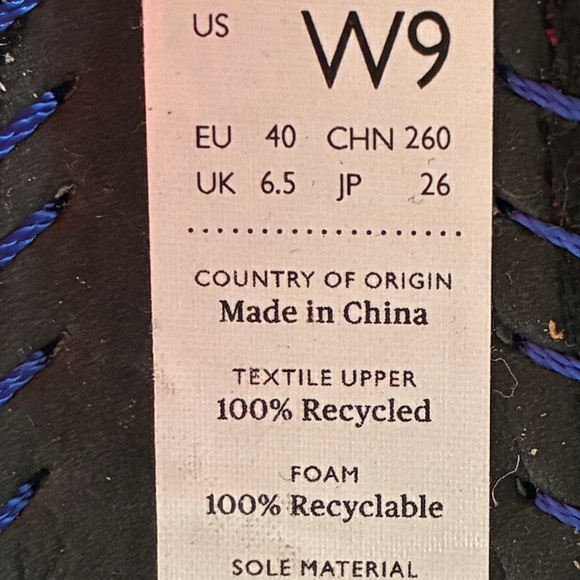 US W9
EU 40 CHN 260
UK 6.5 JP 26
COUNTRY OF ORIGIN
Made in China
TEXTILE UPPER
100% Recycled
FOAM
100% Recyclable
SOLE MATERIAL